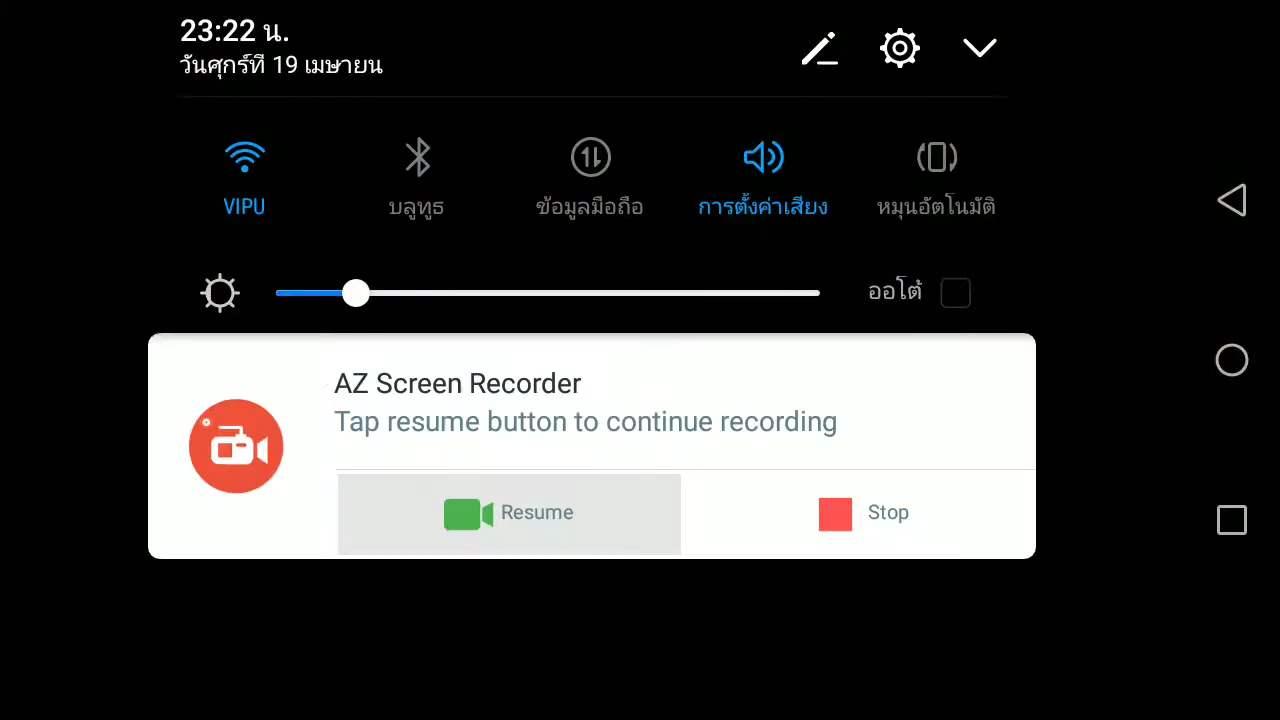 23:22 น.
วันศุกร์ที่ 19 เมษายน
VIPU
บลูทูธ
ข้อมูลมือถือ
การตั้งค่าเสียง
หมุนอัตโนมัติ
ออโต้
AZ Screen Recorder
Tap resume button to continue recording
Resume
Stop